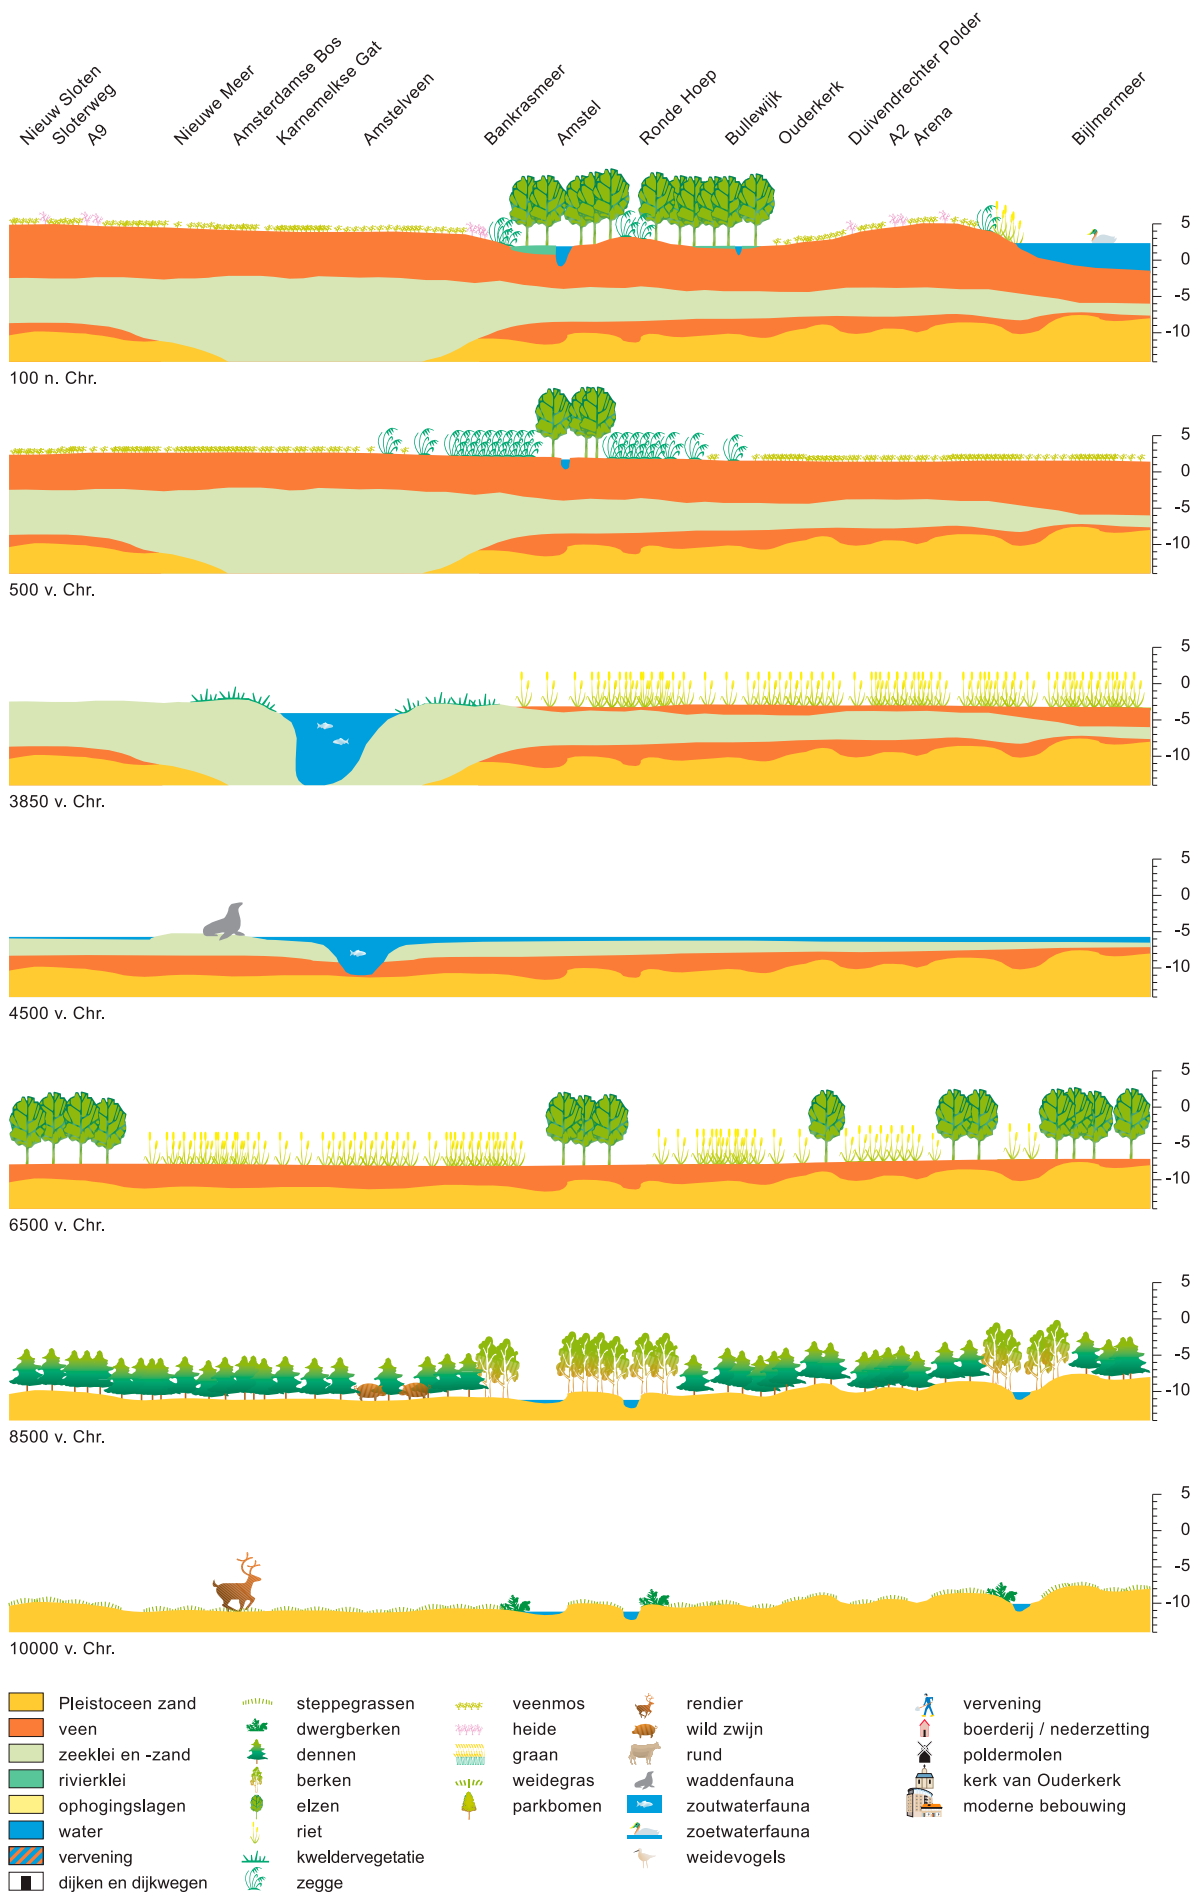 Nieuw Sloten
Sloterweg
A9
Nieuwe Meer
Amsterdamse Bos
Karnemelkse Gat
Amstelveen
Bankrasmeer
Amstel
Ronde Hoep
Bullewijk
Ouderkerk
Duivendrechter Polder
A2
Arena
Bijlmermeer
5
0
-5
-10
100 n. Chr.
5
0
-5
-10
500 v. Chr.
5
0
-5
-10
3850 v. Chr.
5
0
-5
-10
4500 v. Chr.
5
0
-5
-10
6500 v. Chr.
5
0
-5
-10
8500 v. Chr.
5
0
-5
-10
10000 v. Chr.
Pleistoceen zand
veen
zeeklei en -zand
rivierklei
ophogingslagen
water
vervening
dijken en dijkwegen
steppegrassen
dwergberken
dennen
berken
elzen
riet
kweldervegetatie
zegge
veenmos
heide
graan
weidegras
parkbomen
rendier
wild zwijn
rund
waddenfauna
zoutwaterfauna
zoetwaterfauna
weidevogels
vervening
boerderij / nederzetting
poldermolen
kerk van Ouderkerk
moderne bebouwing